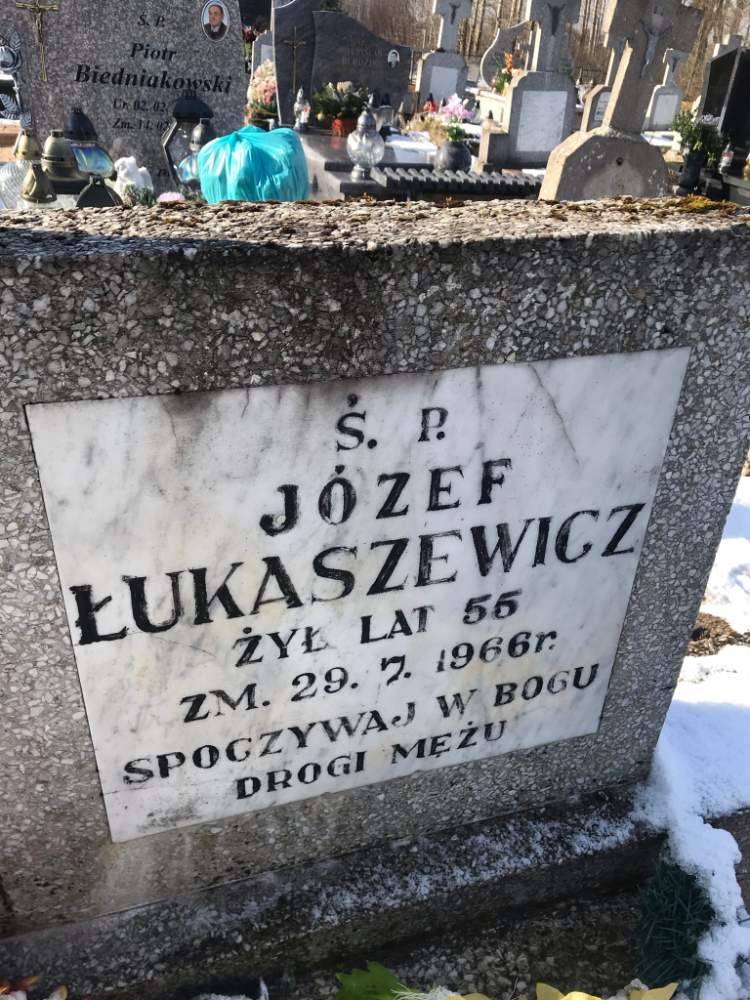 Ś. P.
Piotr
Biedniakowski
Ś. P.
JÓZEF
ŁUKASZEWICZ
ŻYŁ LAT 55
ZM. 29. 7. 1966r.
SPOCZYWAJ W BOGU
DROGI MĘŻU